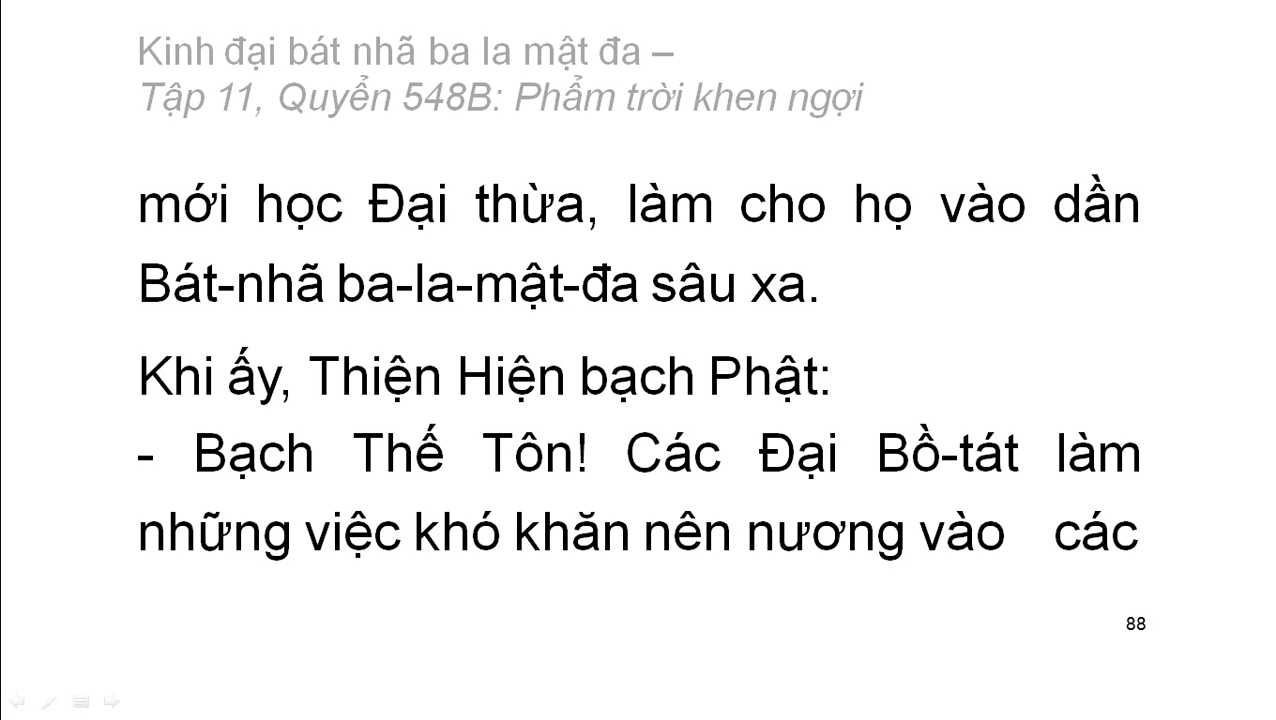 Kinh đại bát nhã ba la mật đa –
Tập 11, Quyển 548B: Phẩm trời khen ngợi
mới học Đại thừa, làm cho họ vào dần
Bát-nhã ba-la-mật-đa sâu xa.
Khi ấy, Thiện Hiện bạch Phật:
- Bạch Thế Tôn! Các Đại Bồ-tát làm
những việc khó khăn nên nương vào các
88